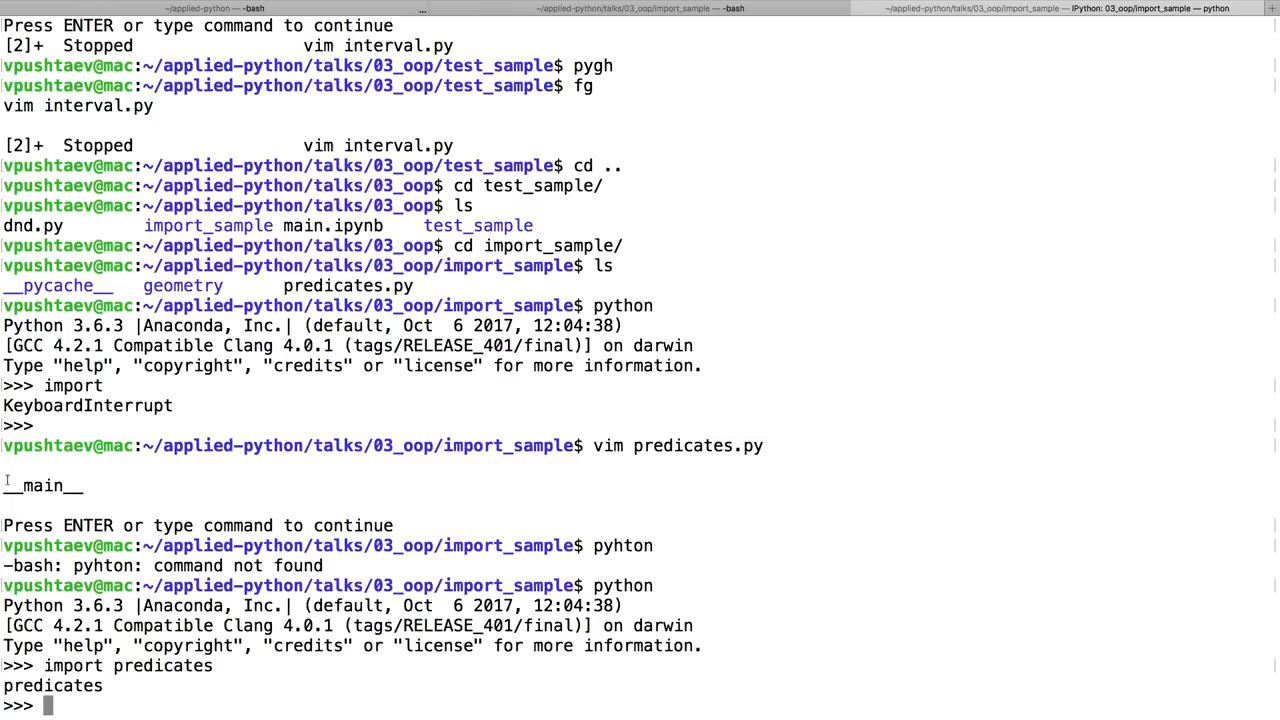 ~/applied-python — -bash
...
~/applied-python/talks/03_oop/import_sample — -bash
~/applied-python/talks/03_oop/import_sample — IPython: 03_oop/import_sample — python
+
Press ENTER or type command to continue
[2]+  Stopped                 vim interval.py
vpushtaev@mac:~/applied-python/talks/03_oop/test_sample$ pygh
vpushtaev@mac:~/applied-python/talks/03_oop/test_sample$ fg
vim interval.py
[2]+  Stopped                 vim interval.py
vpushtaev@mac:~/applied-python/talks/03_oop/test_sample$ cd ..
vpushtaev@mac:~/applied-python/talks/03_oop$ cd test_sample/
vpushtaev@mac:~/applied-python/talks/03_oop$ ls
dnd.py        import_sample main.ipynb    test_sample
vpushtaev@mac:~/applied-python/talks/03_oop$ cd import_sample/
vpushtaev@mac:~/applied-python/talks/03_oop/import_sample$ ls
__pycache__   geometry      predicates.py
vpushtaev@mac:~/applied-python/talks/03_oop/import_sample$ python
Python 3.6.3 |Anaconda, Inc.| (default, Oct  6 2017, 12:04:38)
[GCC 4.2.1 Compatible Clang 4.0.1 (tags/RELEASE_401/final)] on darwin
Type "help", "copyright", "credits" or "license" for more information.
>>> import
KeyboardInterrupt
>>>
vpushtaev@mac:~/applied-python/talks/03_oop/import_sample$ vim predicates.py
__main__
Press ENTER or type command to continue
vpushtaev@mac:~/applied-python/talks/03_oop/import_sample$ pyhton
-bash: pyhton: command not found
vpushtaev@mac:~/applied-python/talks/03_oop/import_sample$ python
Python 3.6.3 |Anaconda, Inc.| (default, Oct  6 2017, 12:04:38)
[GCC 4.2.1 Compatible Clang 4.0.1 (tags/RELEASE_401/final)] on darwin
Type "help", "copyright", "credits" or "license" for more information.
>>> import predicates
predicates
>>>